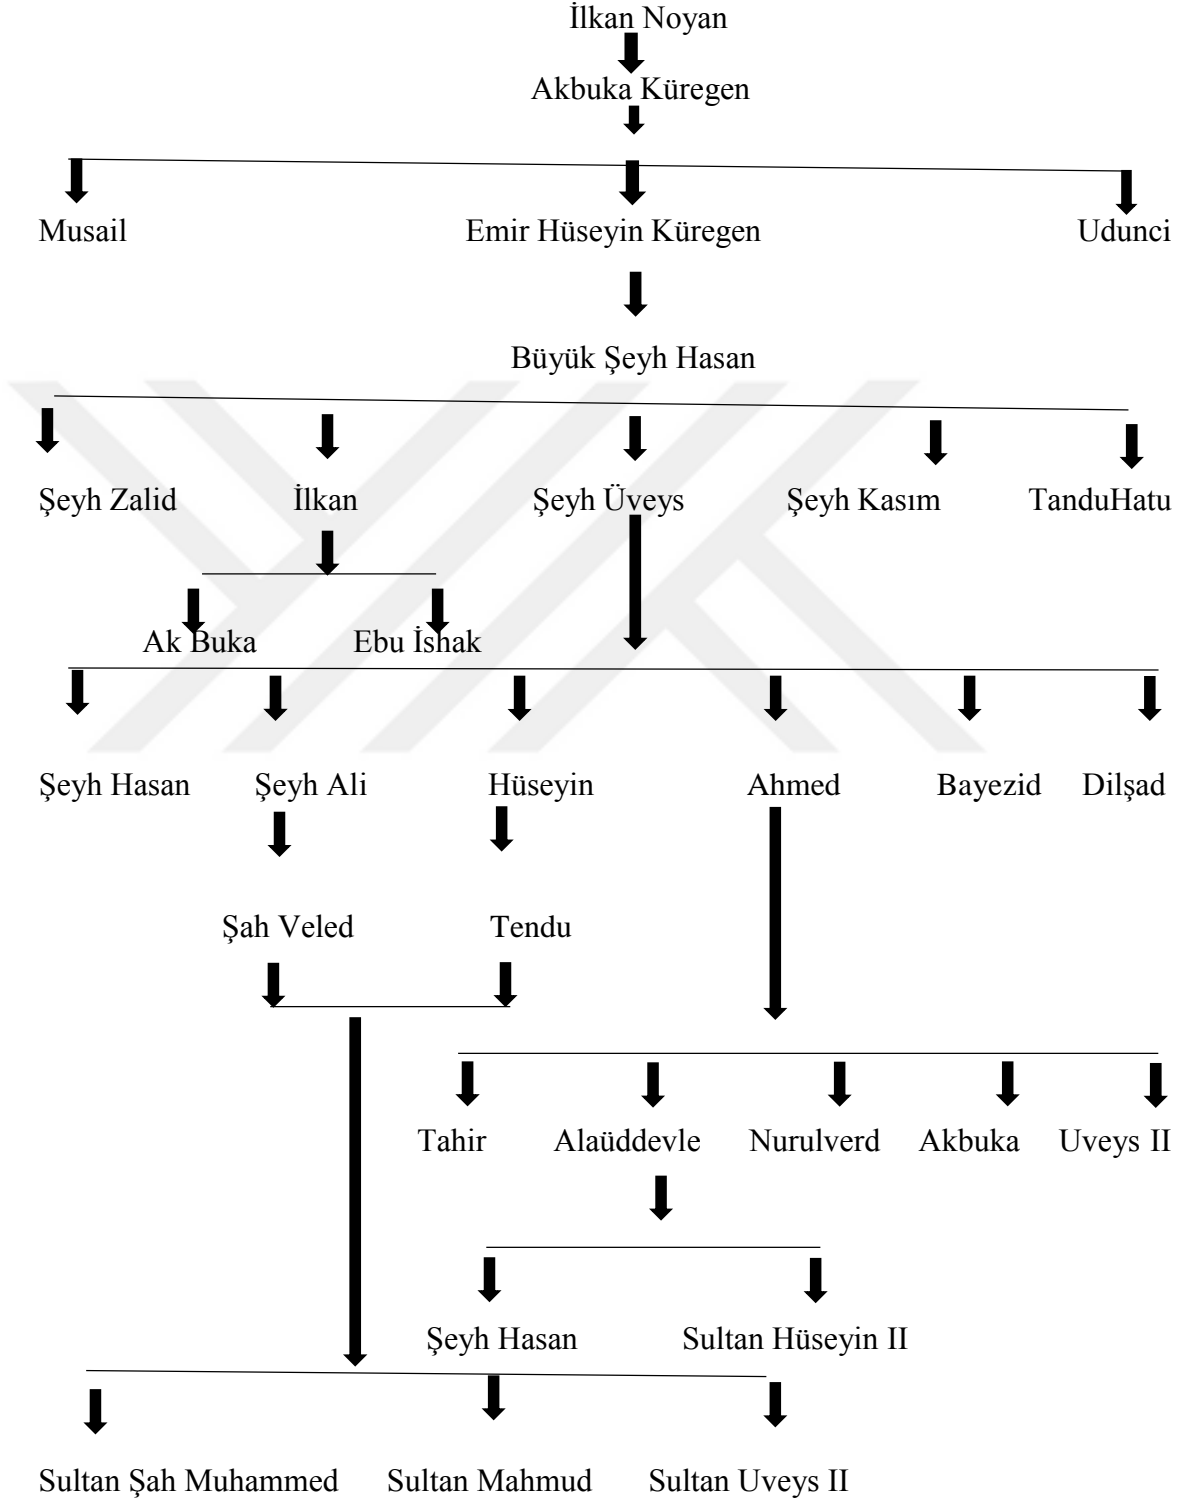 İlkan Noyan
Akbuka Küregen
Musail Emir Hüseyin Küregen Udunci
Büyük Şeyh Hasan
Şeyh Zalid İlkan Şeyh Üveys Şeyh Kasım TanduHatu
Ak Buka Ebu İshak
Şeyh Hasan Şeyh Ali Hüseyin Ahmed Bayezid Dilşad
Şah Veled Tendu
Tahir Alaüddevle Nurulverd Akbuka Uveys II
Şeyh Hasan Sultan Hüseyin II
Sultan Şah Muhammed Sultan Mahmud Sultan Uveys II